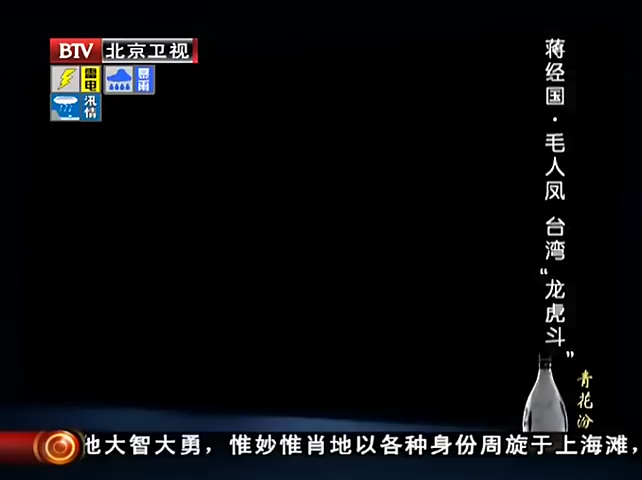 BTV 北京卫视
雷电
暴雨
汛情
蒋经国·毛人凤 台湾“龙虎斗”
青花汾
他大智大勇，惟妙惟肖地以各种身份周旋于上海滩，